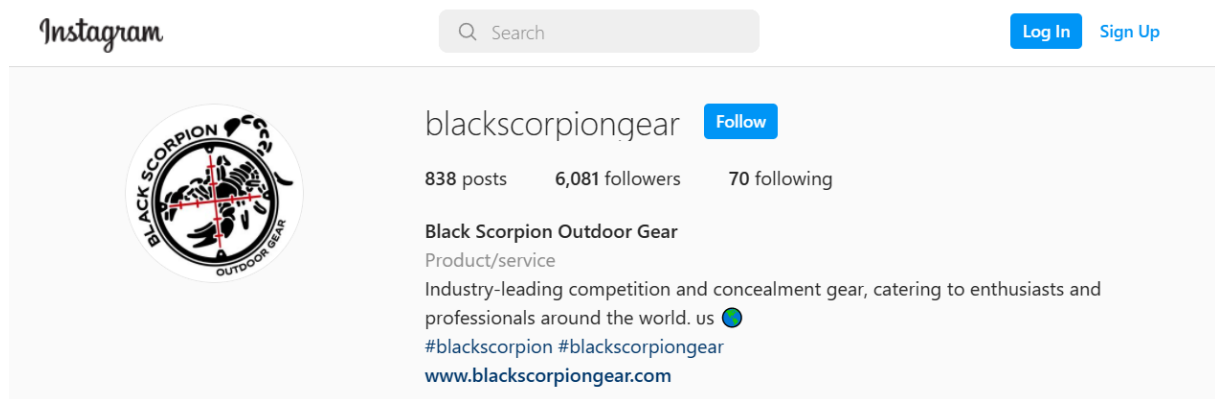 Instagram
Search
Log In
Sign Up
BLACK SCORPION
OUTDOOR GEAR
blackscorpiongear
Follow
838 posts 6,081 followers 70 following
Black Scorpion Outdoor Gear
Product/service
Industry-leading competition and concealment gear, catering to enthusiasts and
professionals around the world. us 🌎
#blackscorpion #blackscorpiongear
www.blackscorpiongear.com